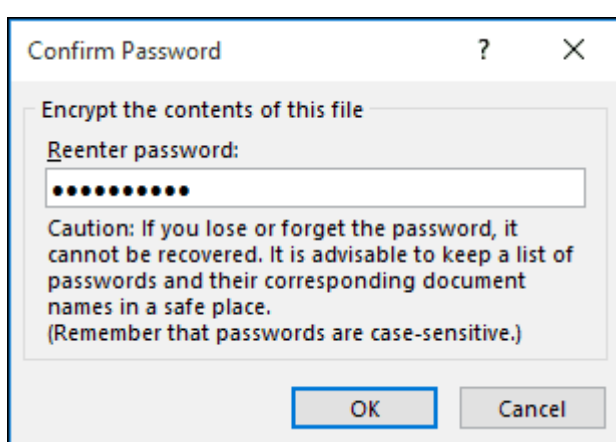 Confirm Password ?
Encrypt the contents of this file
Reenter password:
••••••••••
Caution: If you lose or forget the password, it
cannot be recovered. It is advisable to keep a list of
passwords and their corresponding document
names in a safe place.
(Remember that passwords are case-sensitive.)
OK Cancel